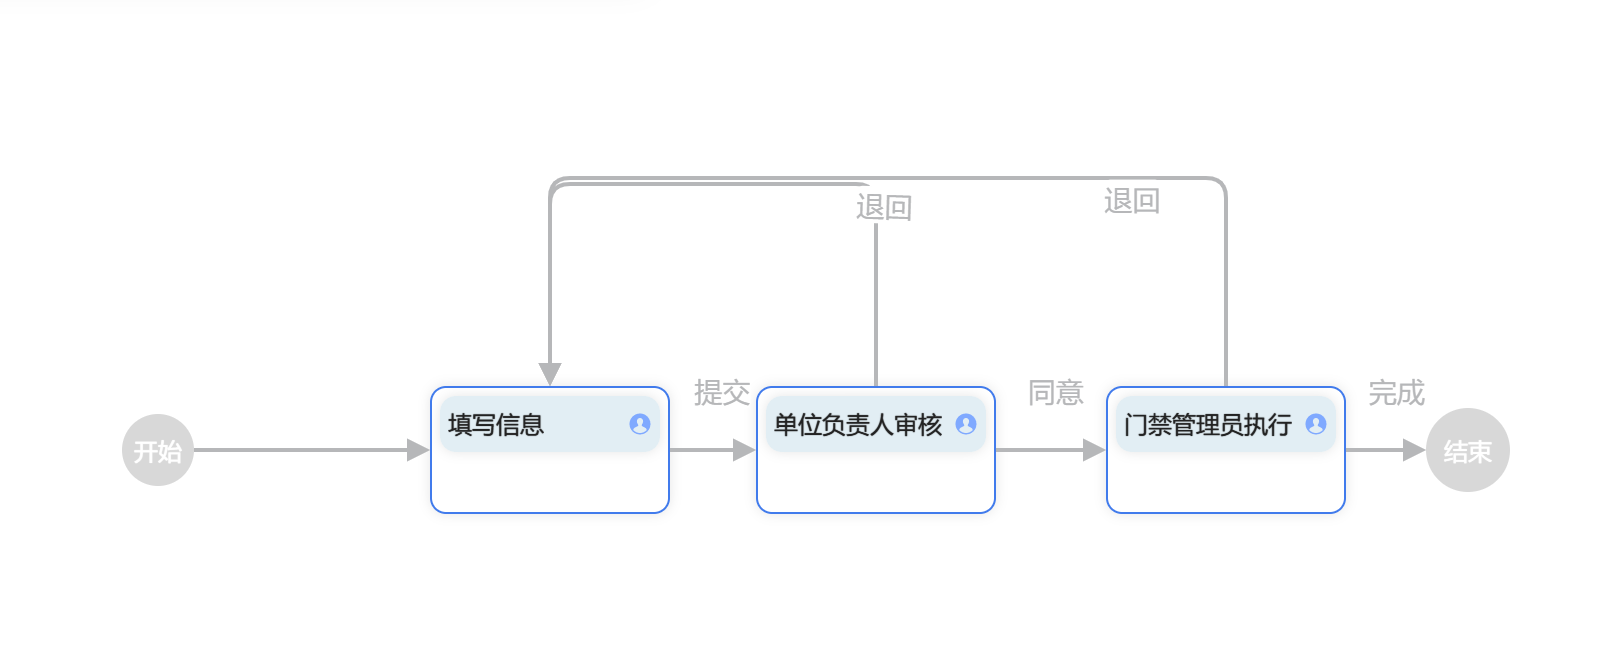 退回
退回
提交
同意
完成
开始
填写信息
单位负责人审核
门禁管理员执行
结束